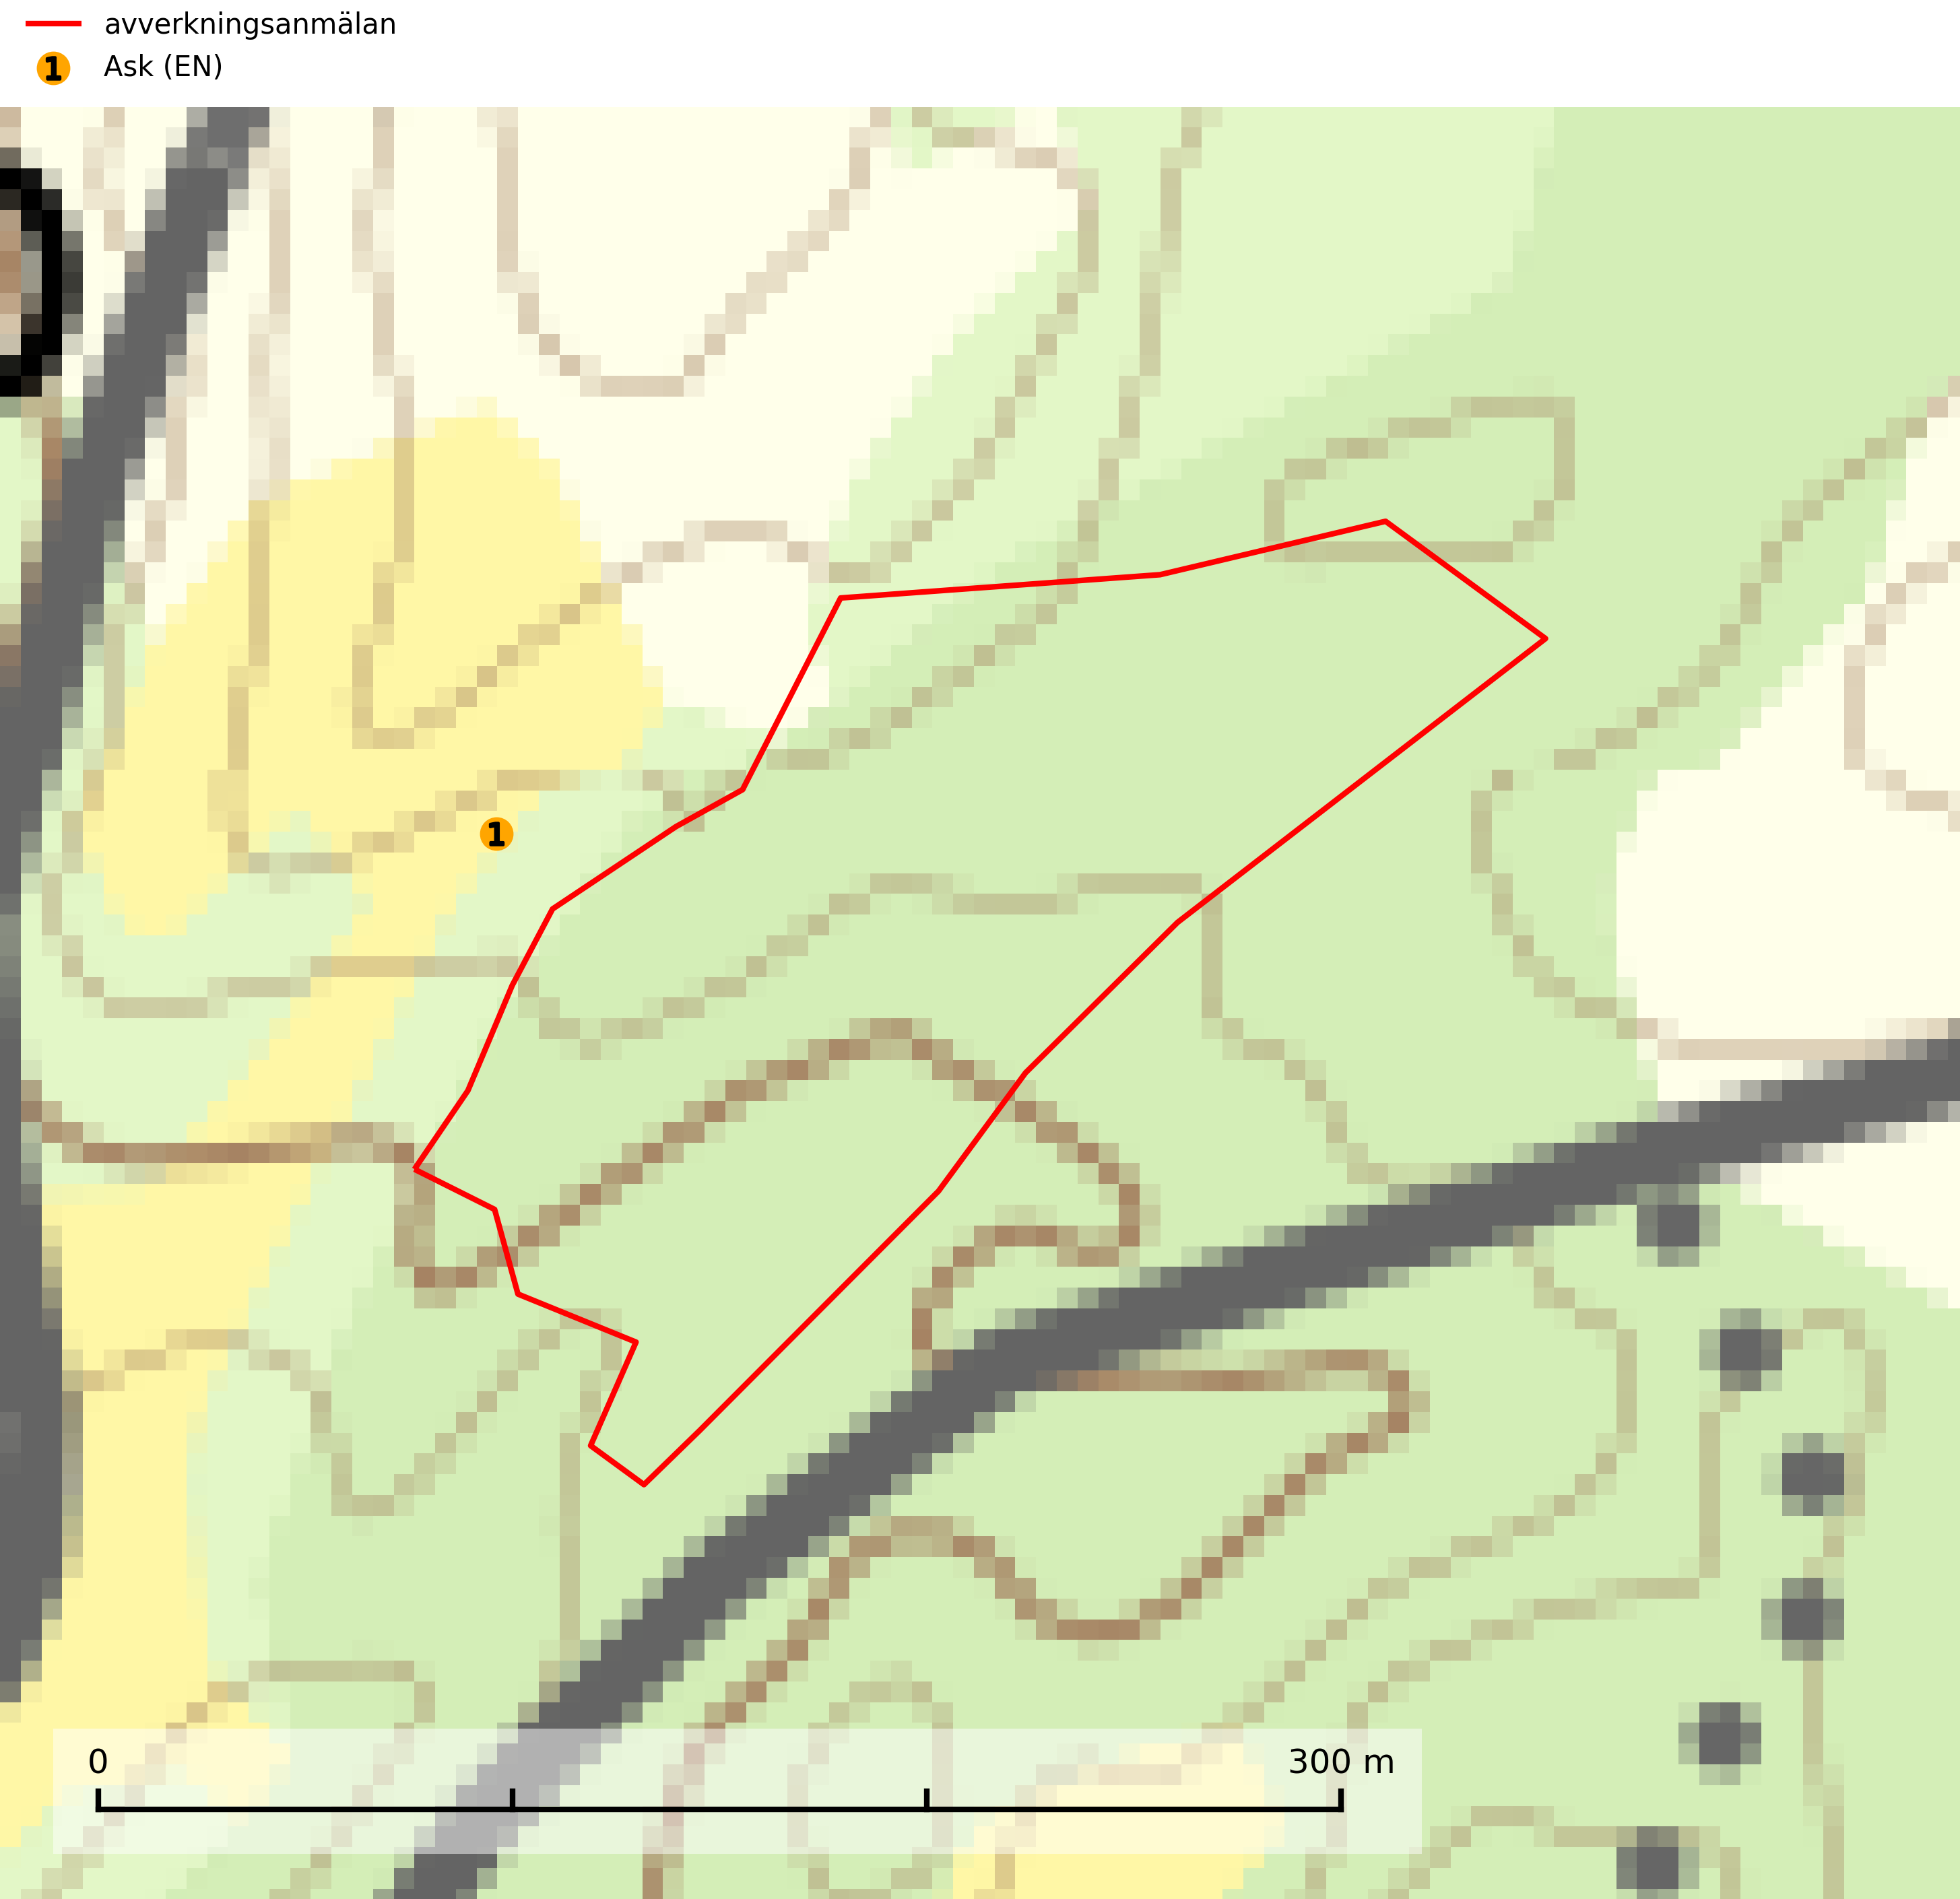 avverkningsanmälan
1 Ask (EN)
1
0 300 m